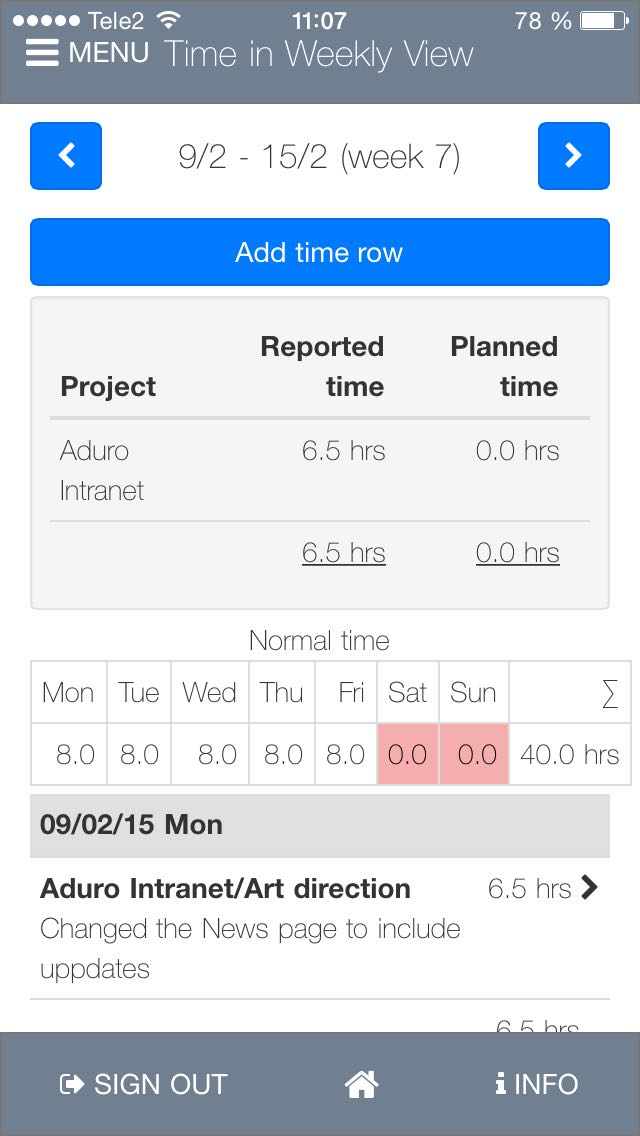 Tele2 11:07 78 %
MENU Time in Weekly View
9/2 - 15/2 (week 7)
Add time row
Reported Planned
Project time time
Aduro 6.5 hrs 0.0 hrs
Intranet
6.5 hrs 0.0 hrs
Normal time
Mon Tue Wed Thu Fri Sat Sun Σ
8.0 8.0 8.0 8.0 8.0 0.0 0.0 40.0 hrs
09/02/15 Mon
Aduro Intranet/Art direction 6.5 hrs
Changed the News page to include
uppdates
6.5 hrs
SIGN OUT INFO